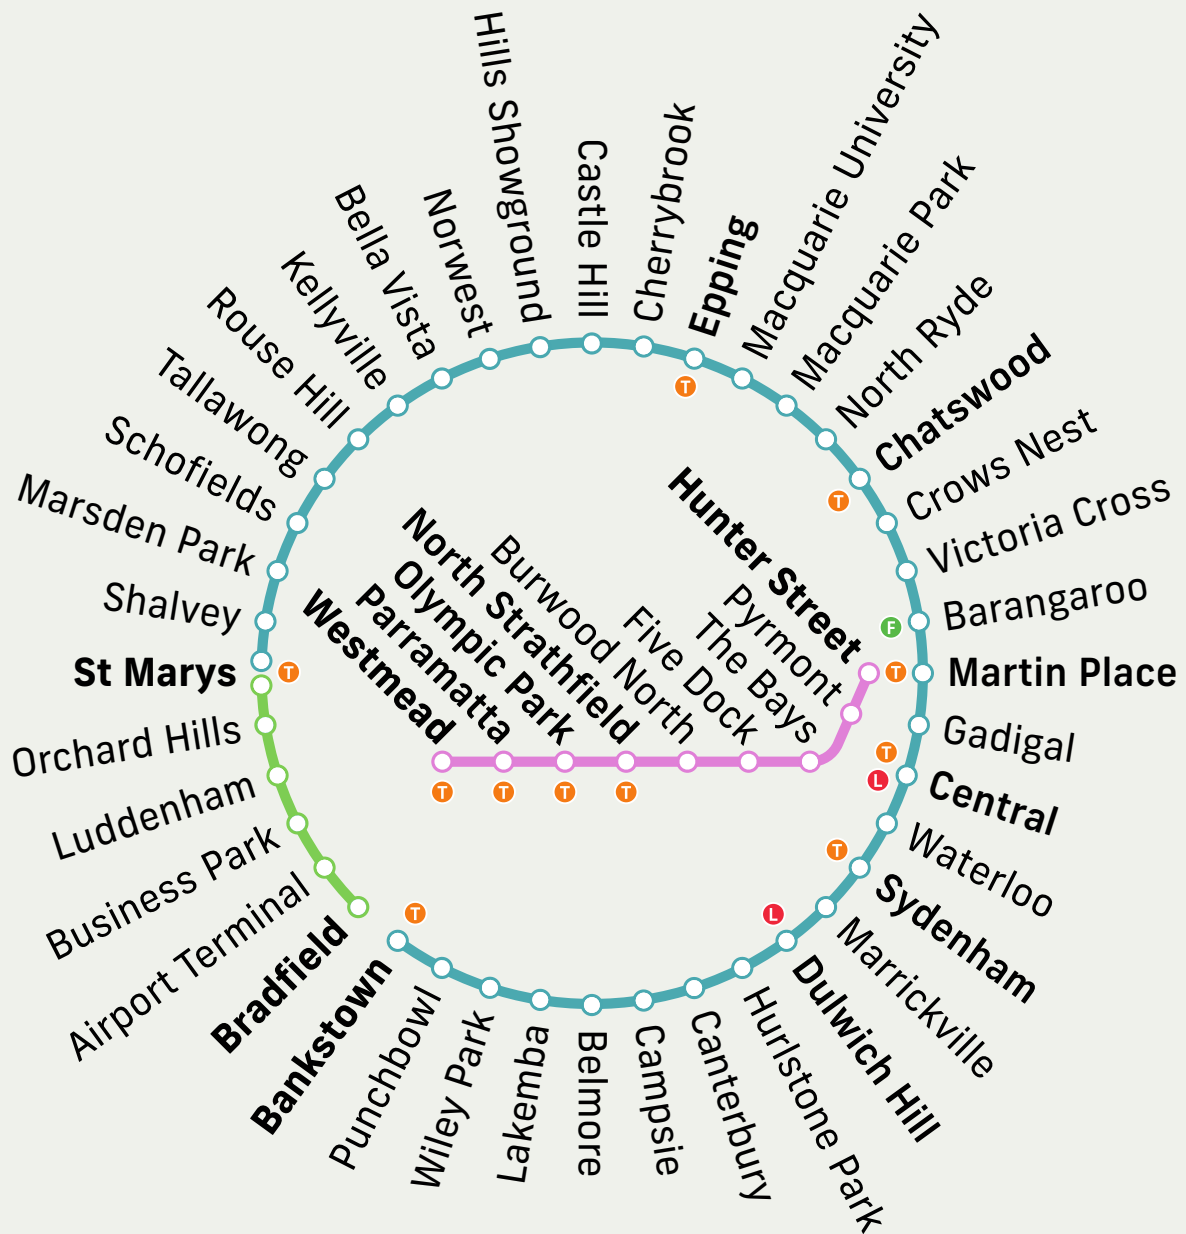 Hills Showground
Castle Hill
Cherrybrook
Epping
T
Macquarie University
Macquarie Park
North Ryde
Chatswood
T
Crows Nest
Victoria Cross
Barangaroo
F
Martin Place
T
Gadigal
Central
T
L
Waterloo
Sydenham
T
Marrickville
Dulwich Hill
L
Hurlstone Park
Canterbury
Campsie
Belmore
Lakemba
Wiley Park
Punchbowl
Bankstown
T
Bradfield
Airport Terminal
Business Park
Luddenham
Orchard Hills
St Marys
T
Shalvey
Marsden Park
Schofields
Tallawong
Rouse Hill
Kellyville
Bella Vista
Norwest
Westmead
T
Parramatta
T
Olympic Park
T
North Strathfield
T
Burwood North
Five Dock
The Bays
Pyrmont
Hunter Street